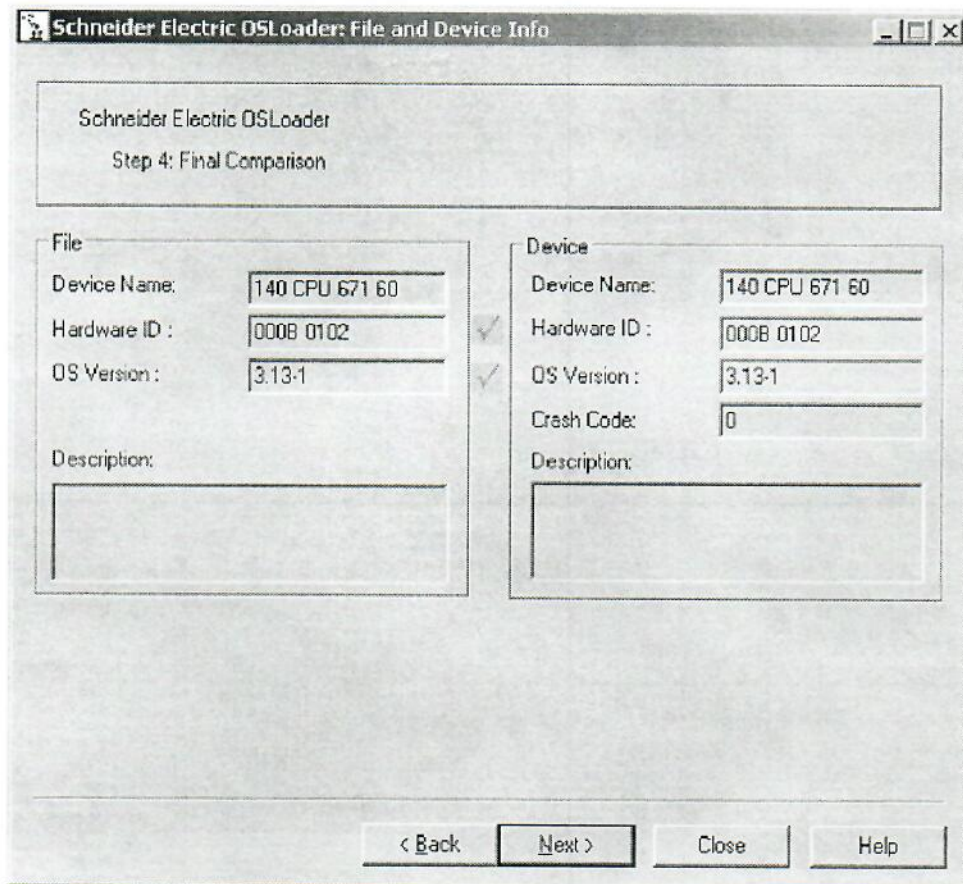 Schneider Electric OSLoader: File and Device Info
Schneider Electric OSLoader
Step 4: Final Comparison
File
Device Name: 140 CPU 671 60
Hardware ID : 000B 0102
OS Version : 3.13-1
Description:
Device
Device Name: 140 CPU 671 60
Hardware ID : 000B 0102
OS Version : 3.13-1
Crash Code: 0
Description:
< Back Next > Close Help